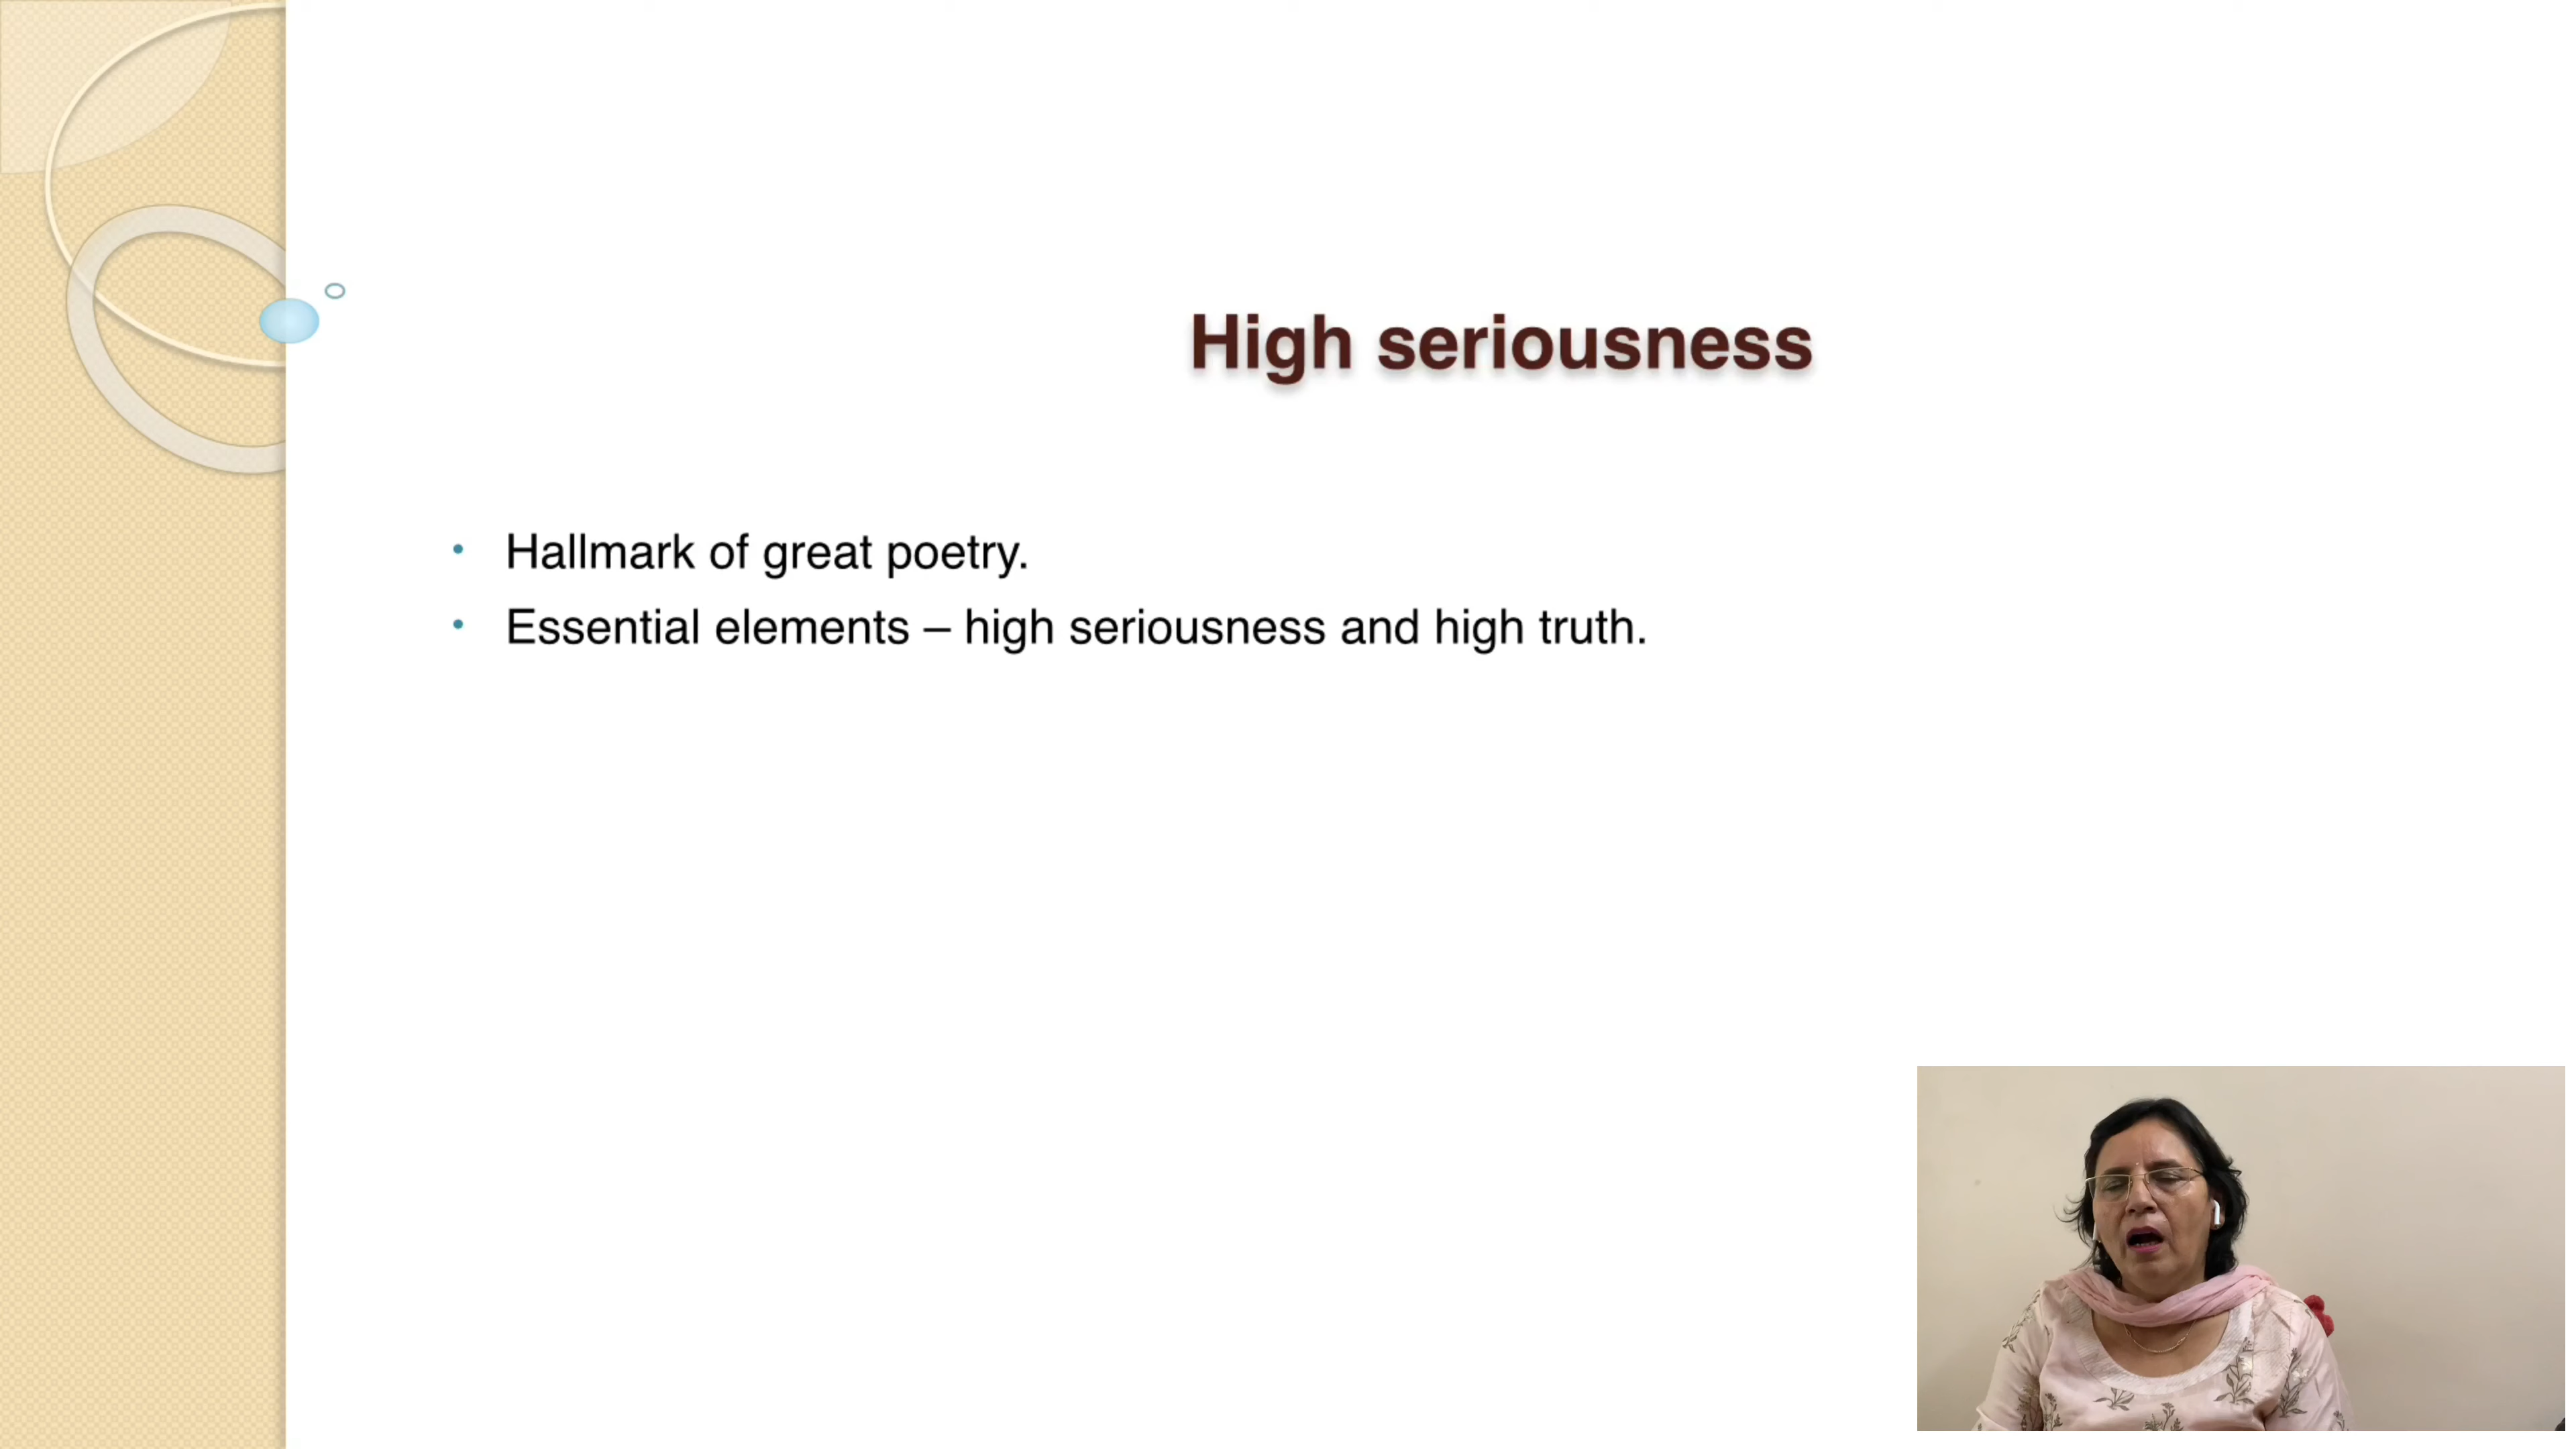 High seriousness
• Hallmark of great poetry.
• Essential elements – high seriousness and high truth.